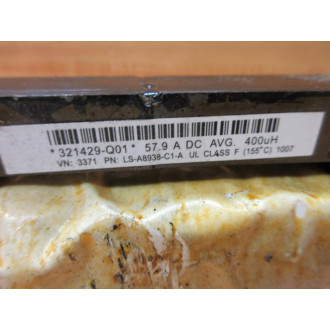 *321429-Q01* 57.9 A DC AVG. 400uH
VN: 3371 PN: LS-A8938-C1-A UL CLASS F (155°C) 1007